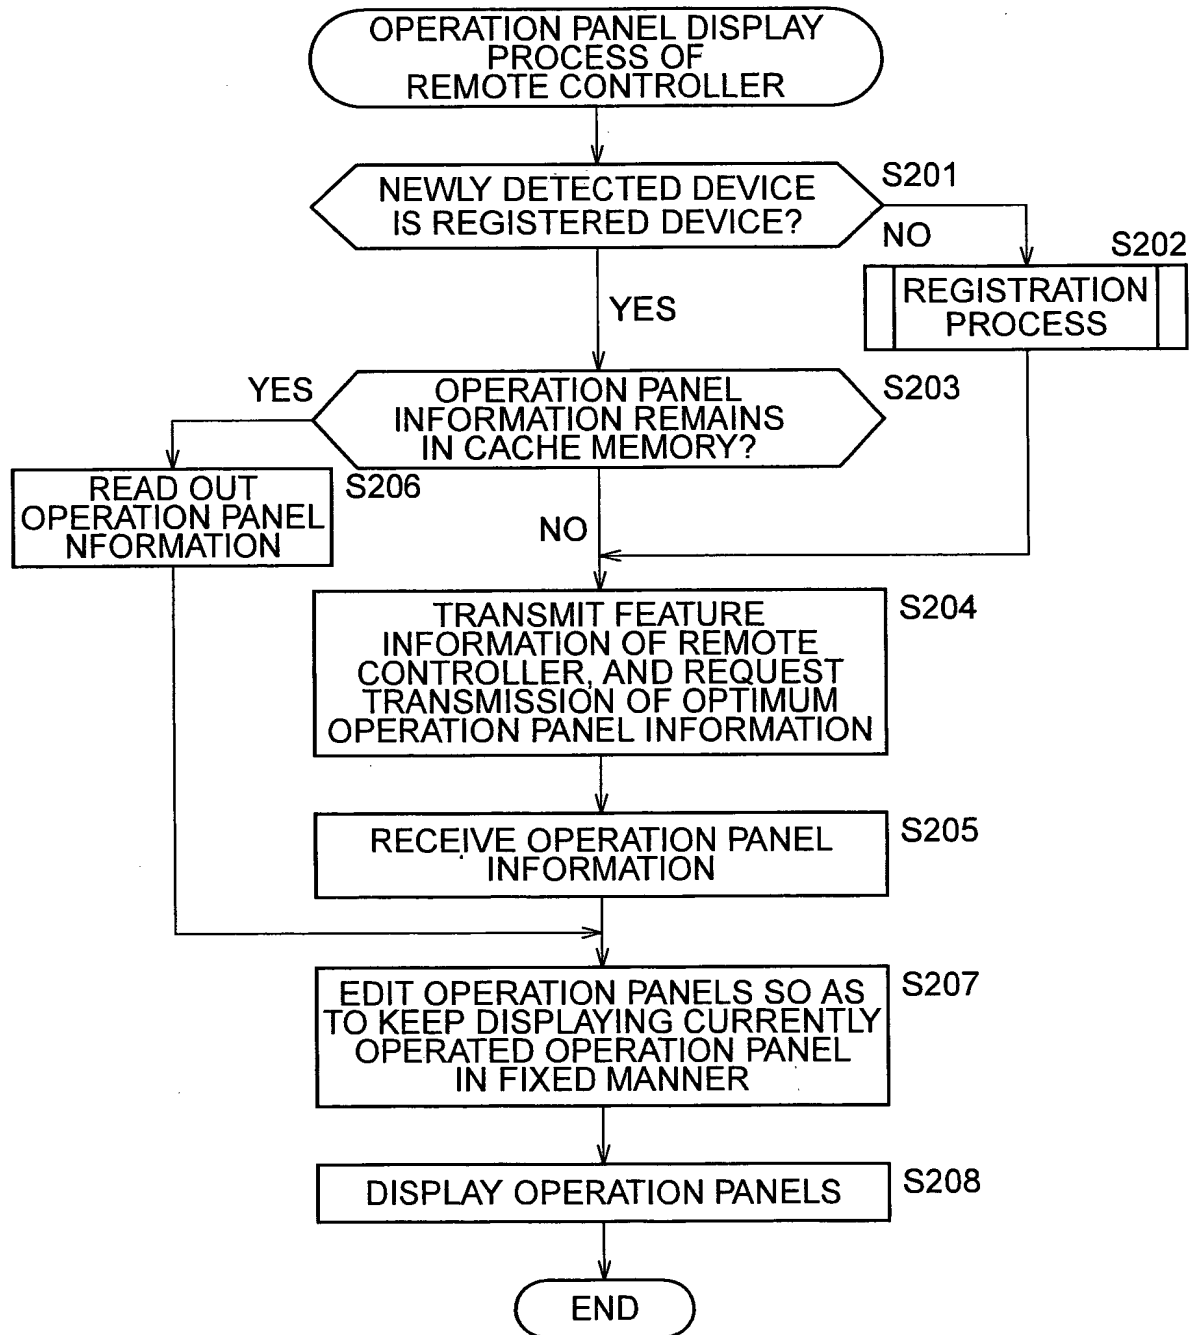 OPERATION PANEL DISPLAY
PROCESS OF
REMOTE CONTROLLER
NEWLY DETECTED DEVICE
IS REGISTERED DEVICE?
S201
NO
S202
REGISTRATION
PROCESS
YES
YES
OPERATION PANEL
INFORMATION REMAINS
IN CACHE MEMORY?
S203
READ OUT
OPERATION PANEL
NFORMATION
S206
NO
TRANSMIT FEATURE
INFORMATION OF REMOTE
CONTROLLER, AND REQUEST
TRANSMISSION OF OPTIMUM
OPERATION PANEL INFORMATION
S204
RECEIVE OPERATION PANEL
INFORMATION
S205
EDIT OPERATION PANELS SO AS
TO KEEP DISPLAYING CURRENTLY
OPERATED OPERATION PANEL
IN FIXED MANNER
S207
DISPLAY OPERATION PANELS
S208
END